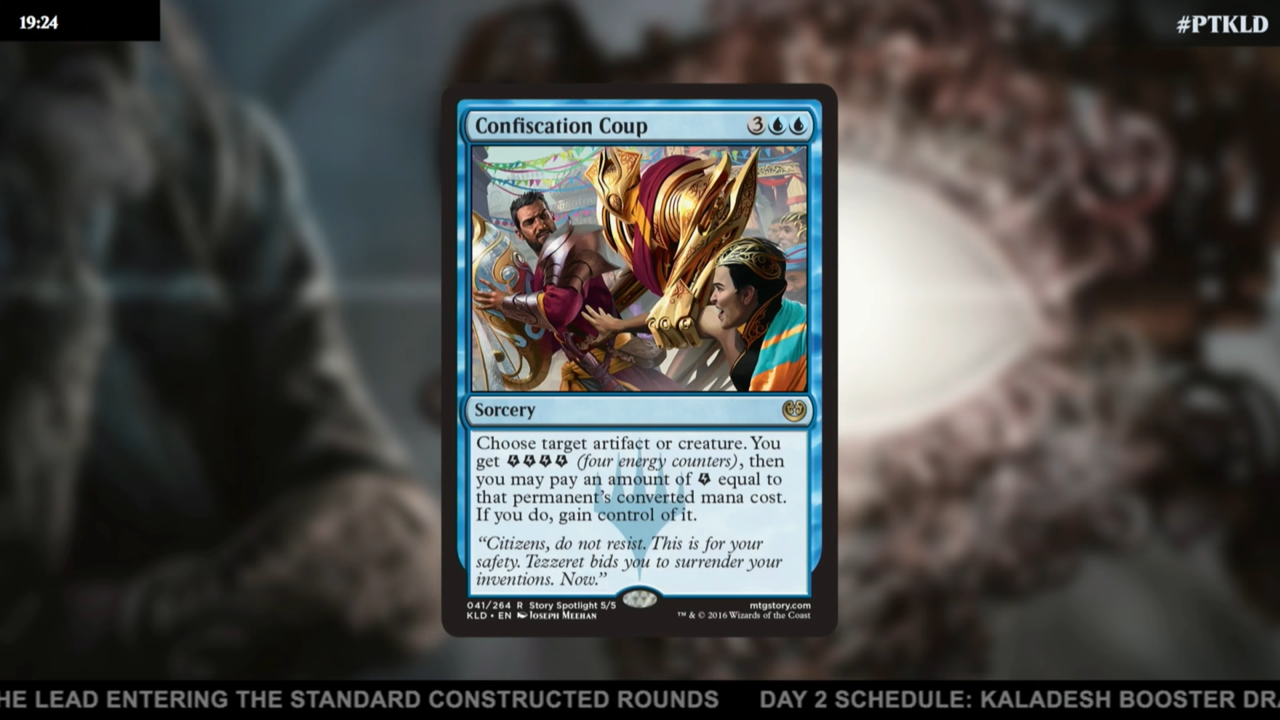 19:24
#PTKLD
Confiscation Coup
3
Sorcery
Choose target artifact or creature. You
get (four energy counters), then
you may pay an amount of equal to
that permanent's converted mana cost.
If you do, gain control of it.
"Citizens, do not resist. This is for your
safety. Tezzeret bids you to surrender your
inventions. Now."
041/264 R Story Spotlight 5/5
KLD • EN Joseph Meehan
mtgstory.com
™ & © 2016 Wizards of the Coast
HE LEAD ENTERING THE STANDARD CONSTRUCTED ROUNDS DAY 2 SCHEDULE: KALADESH BOOSTER DR